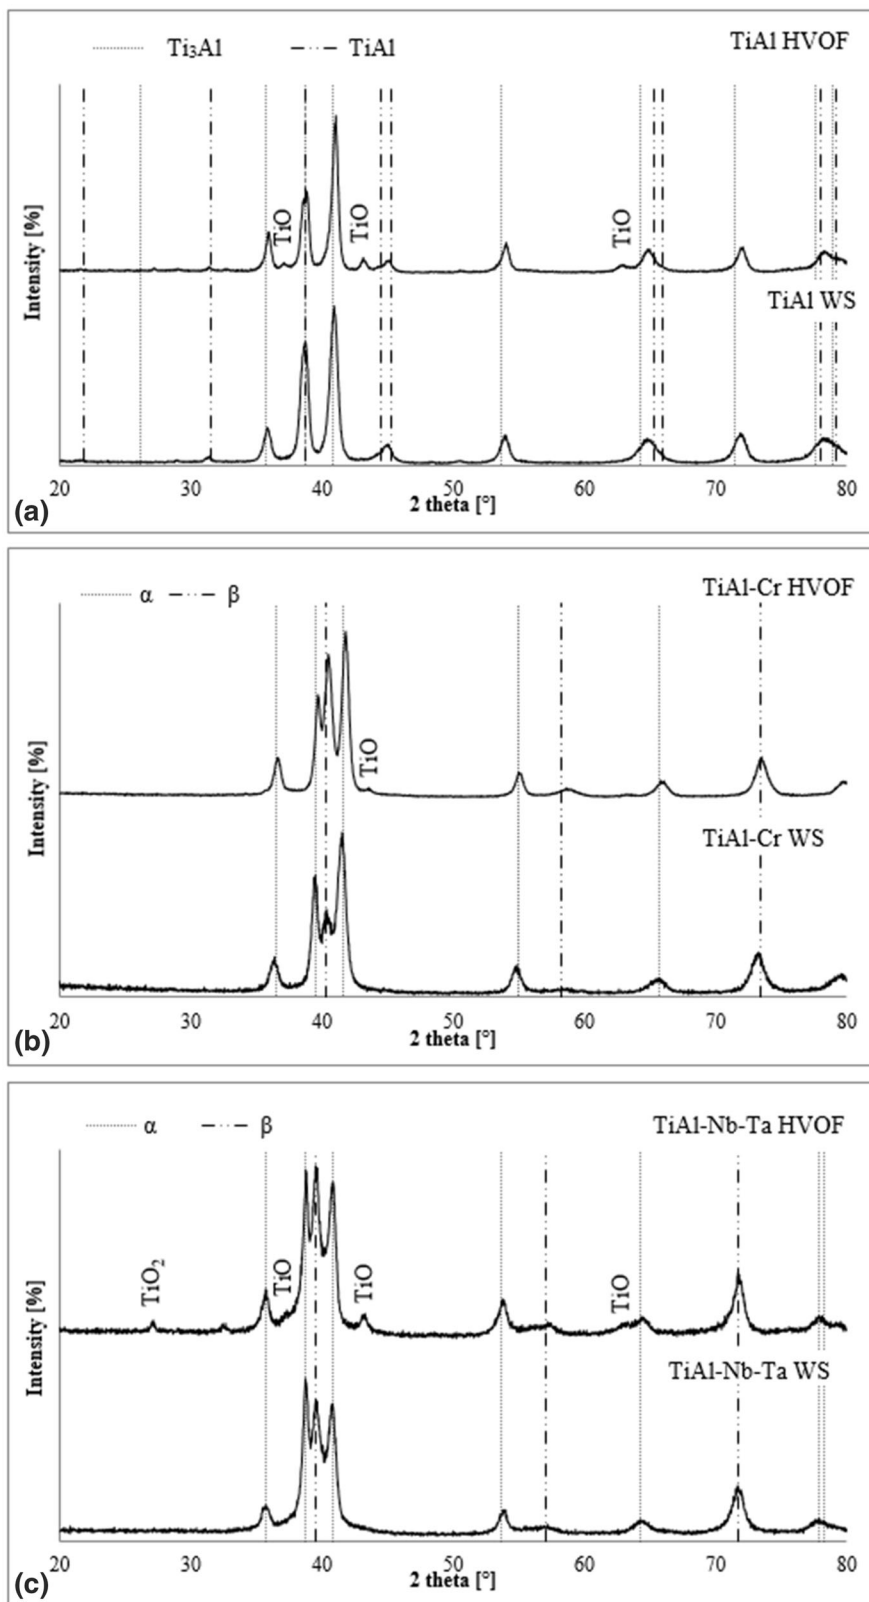 Ti₃Al TiAl TiAl HVOF
TiO TiO TiO
TiAl WS
Intensity [%]
20 30 40 50 60 70 80
2 theta [°]
(a)
α β TiAl-Cr HVOF
TiO
TiAl-Cr WS
Intensity [%]
20 30 40 50 60 70 80
2 theta [°]
(b)
α β TiAl-Nb-Ta HVOF
TiO₂ TiO TiO TiO
TiAl-Nb-Ta WS
Intensity [%]
20 30 40 50 60 70 80
2 theta [°]
(c)